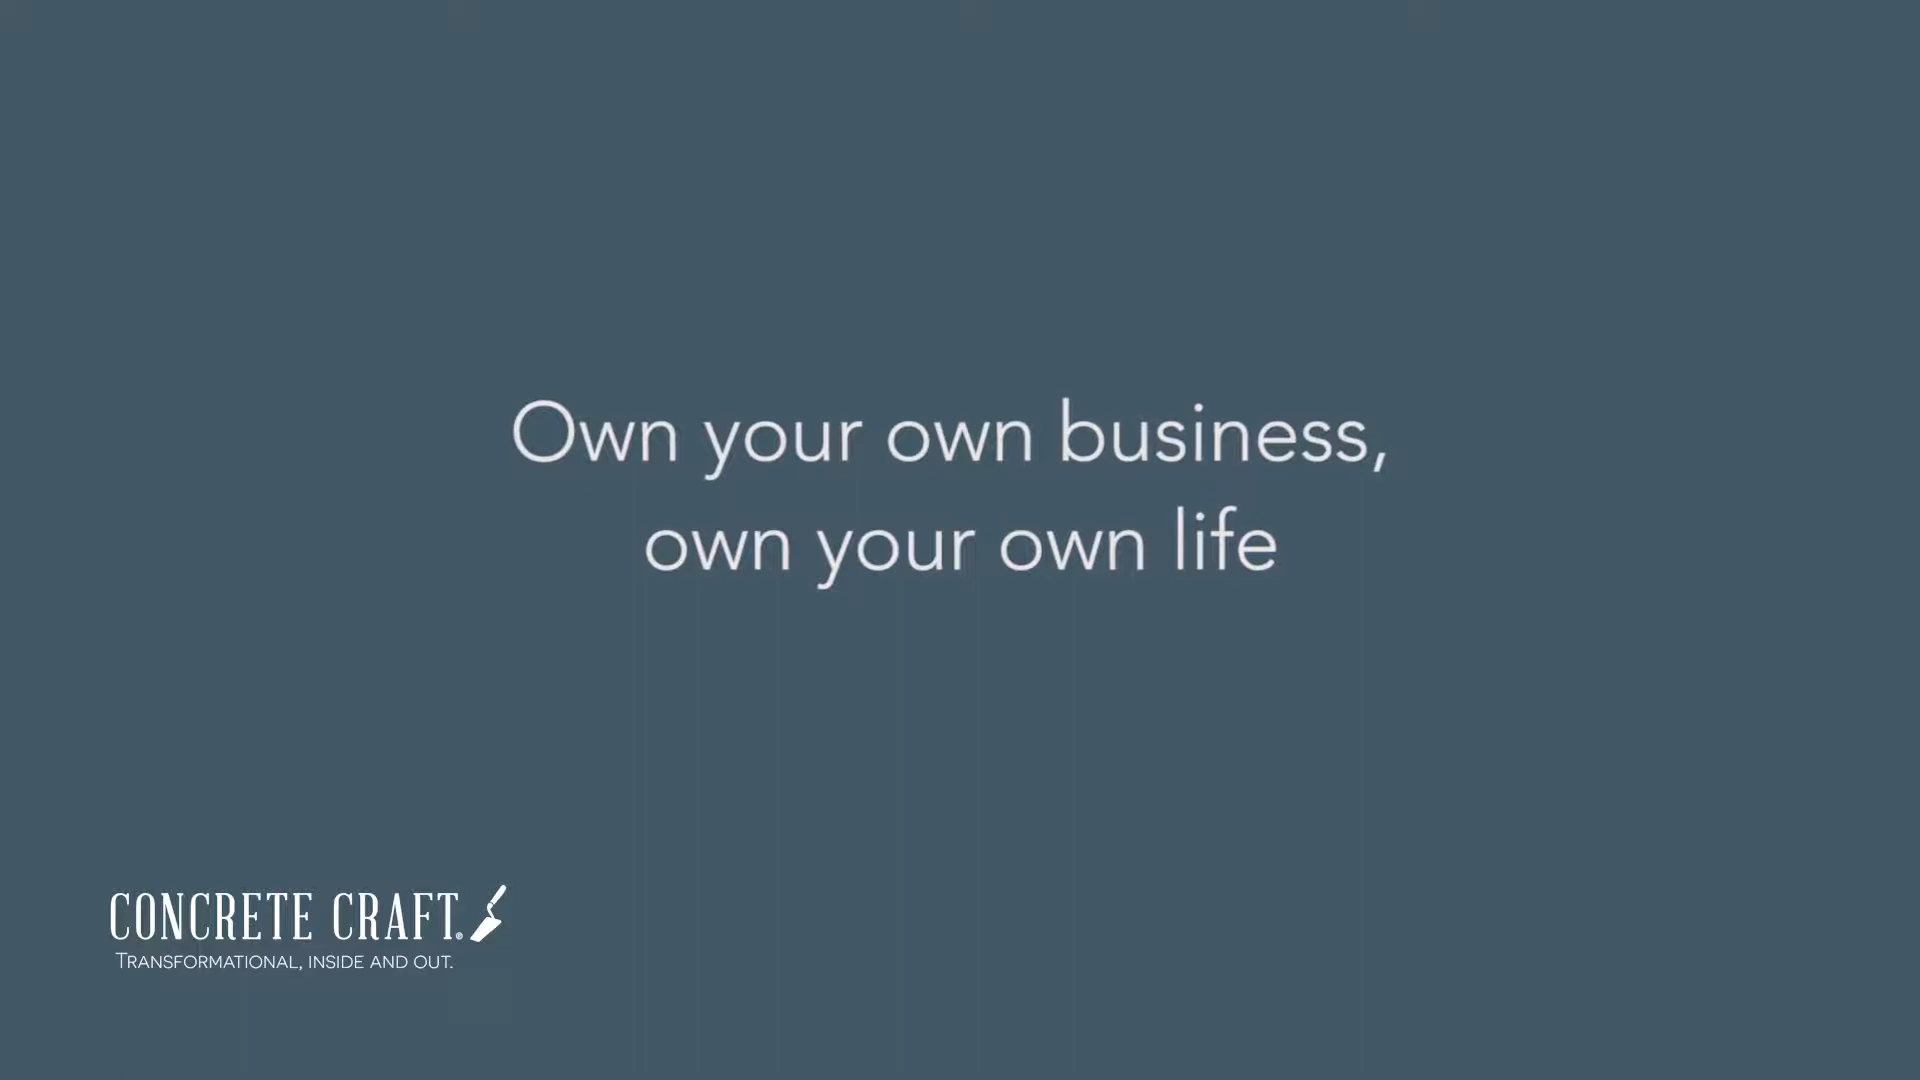 Own your own business,
own your own life
CONCRETE CRAFT®
TRANSFORMATIONAL, INSIDE AND OUT.